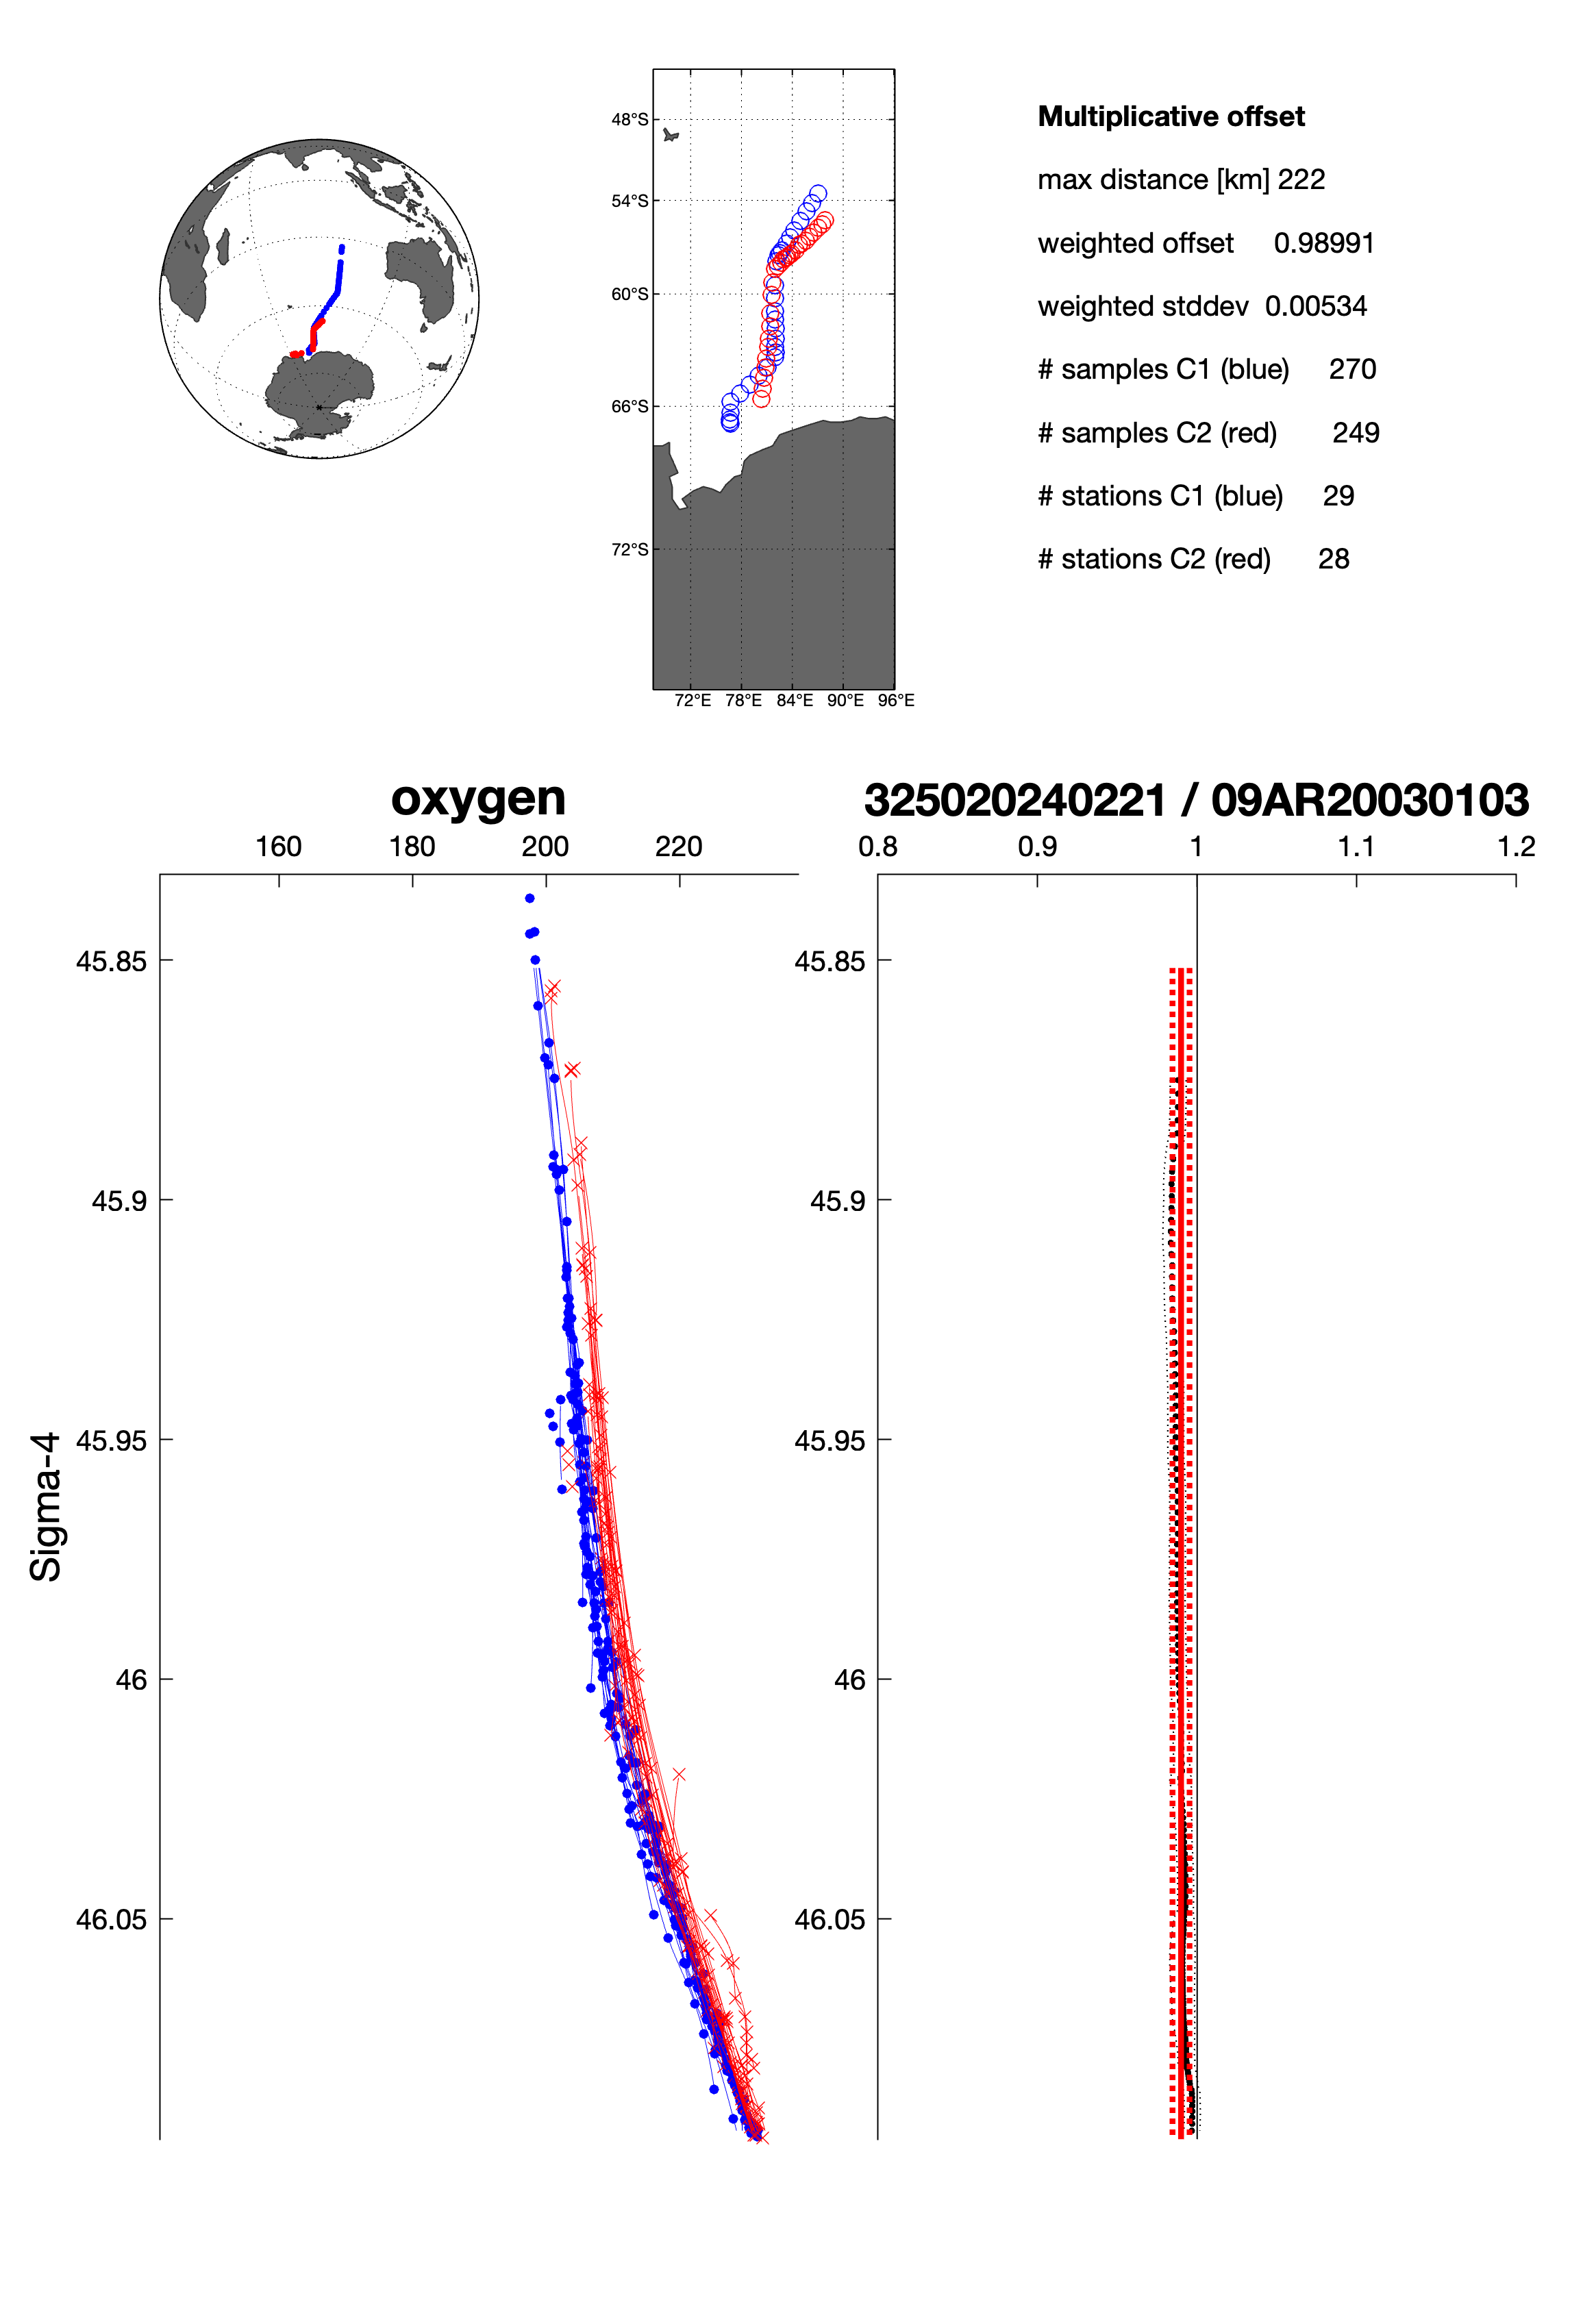 48°S
54°S
60°S
66°S
72°S
72°E 78°E 84°E 90°E 96°E
Multiplicative offset
max distance [km] 222
weighted offset 0.98991
weighted stddev 0.00534
# samples C1 (blue) 270
# samples C2 (red) 249
# stations C1 (blue) 29
# stations C2 (red) 28
oxygen
160 180 200 220
Sigma-4
45.85
45.9
45.95
46
46.05
325020240221 / 09AR20030103
0.8 0.9 1 1.1 1.2
45.85
45.9
45.95
46
46.05